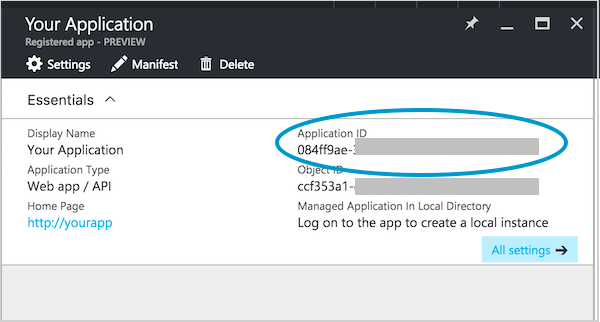 Your Application
Registered app - PREVIEW
Settings Manifest Delete
Essentials
Display Name
Your Application
Application Type
Web app / API
Home Page
http://yourapp
Application ID
084ff9ae-
Object ID
ccf353a1-
Managed Application In Local Directory
Log on to the app to create a local instance
All settings